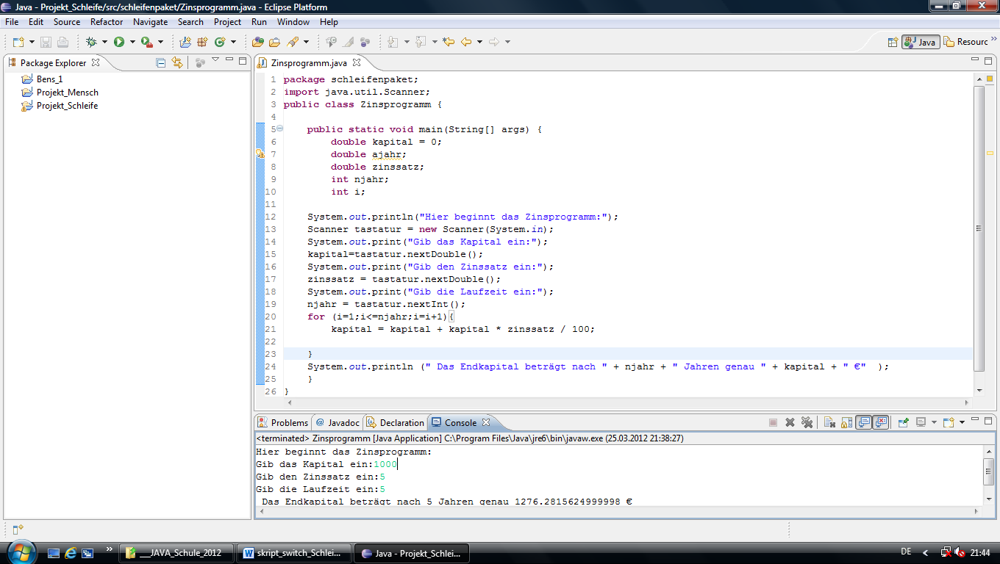 Java - Projekt_Schleife/src/schleifenpaket/Zinsprogramm.java - Eclipse Platform
File Edit Source Refactor Navigate Search Project Run Window Help
Java Resourc »
Package Explorer
Bens_1
Projekt_Mensch
Projekt_Schleife
Zinsprogramm.java
1 package schleifenpaket;
2 import java.util.Scanner;
3 public class Zinsprogramm {
4
5 public static void main(String[] args) {
6 double kapital = 0;
7 double ajahr;
8 double zinssatz;
9 int njahr;
10 int i;
11
12 System.out.println("Hier beginnt das Zinsprogramm:");
13 Scanner tastatur = new Scanner(System.in);
14 System.out.print("Gib das Kapital ein:");
15 kapital=tastatur.nextDouble();
16 System.out.print("Gib den Zinssatz ein:");
17 zinssatz = tastatur.nextDouble();
18 System.out.print("Gib die Laufzeit ein:");
19 njahr = tastatur.nextInt();
20 for (i=1;i<=njahr;i=i+1){
21 kapital = kapital + kapital * zinssatz / 100;
22
23 }
24 System.out.println (" Das Endkapital beträgt nach " + njahr + " Jahren genau " + kapital + " €"  );
25 }
26 }
Problems @ Javadoc Declaration Console
<terminated> Zinsprogramm [Java Application] C:\Program Files\Java\jre6\bin\javaw.exe (25.03.2012 21:38:27)
Hier beginnt das Zinsprogramm:
Gib das Kapital ein:1000
Gib den Zinssatz ein:5
Gib die Laufzeit ein:5
Das Endkapital beträgt nach 5 Jahren genau 1276.2815624999998 €
» ___JAVA_Schule_2012 skript_switch_Schlei... Java - Projekt_Schlei... DE < 21:44